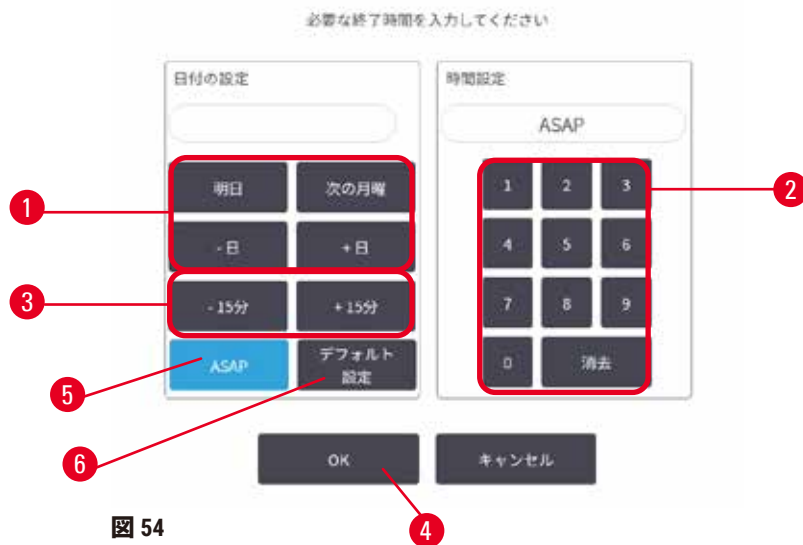 必要な終了時間を入力してください
日付の設定
明日
次の月曜
- 日
+ 日
- 15分
+ 15分
ASAP
デフォルト
設定
時間設定
ASAP
1 2 3
4 5 6
7 8 9
0 消去
OK
キャンセル
1
2
3
5
6
4
図 54